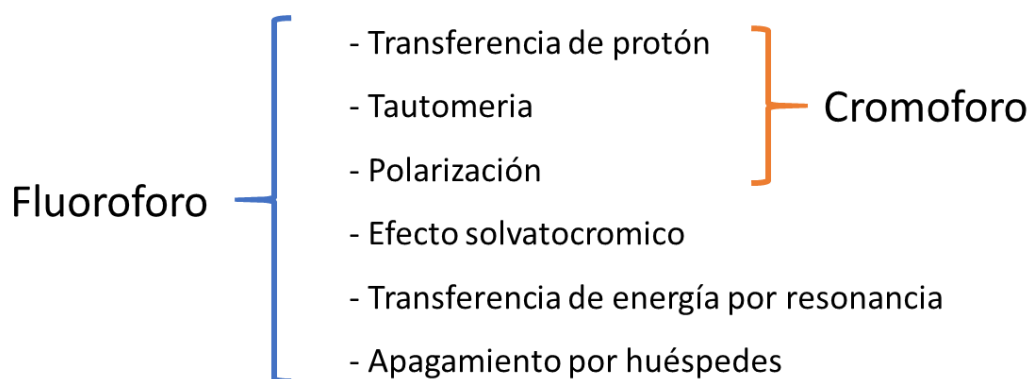 - Transferencia de protón
- Tautomeria
Cromoforo
- Polarización
Fluoroforo
- Efecto solvatocromico
- Transferencia de energía por resonancia
- Apagamiento por huéspedes